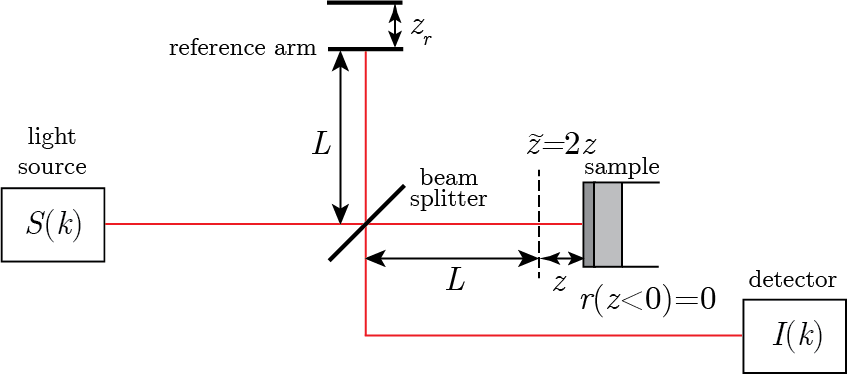 z_r
reference arm
L
light
source
S(k)
beam
splitter
z̃=2z
sample
L
z
r(z<0)=0
detector
I(k)